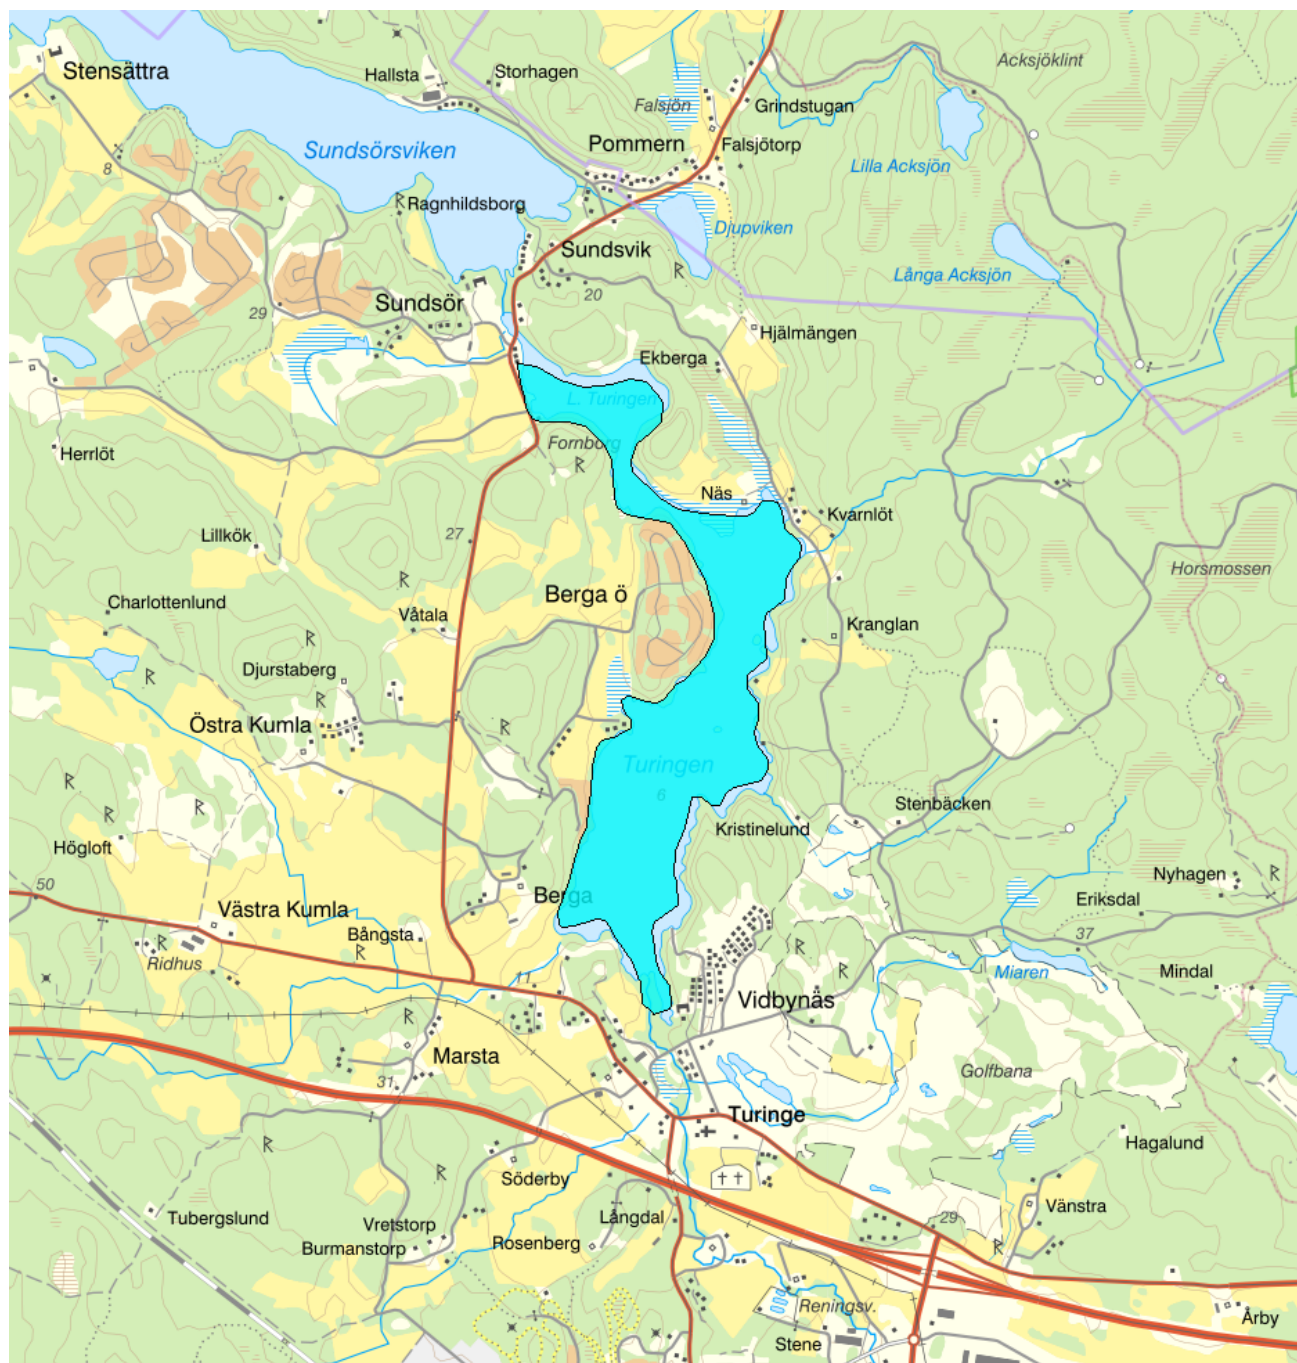 Acksjöklint
Stensättra
Hallsta
Storhagen
Falsjön
Grindstugan
Pommern
Falsjötorp
Sundsörsviken
8
Lilla Acksjön
Ragnhildsborg
Djupviken
Sundsvik
Långa Acksjön
20
Sundsör
29
Hjälmängen
Ekberga
L. Turingen
Fornborg
Herrlöt
Näs
Kvarnlöt
Lillkök
27
Horsmossen
Berga ö
Charlottenlund
Våtala
Kranglan
Djurstaberg
Östra Kumla
Turingen
6
Stenbäcken
Kristinelund
Högloft
Nyhagen
50
Berga
Eriksdal
Västra Kumla
Bångsta
37
Ridhus
11
Miaren
Mindal
Vidbynäs
Marsta
Golfbana
31
Turinge
Hagalund
Söderby
Vänstra
Tubergslund
Långdal
29
Vretstorp
Rosenberg
Burmanstorp
Reningsv.
Årby
Stene